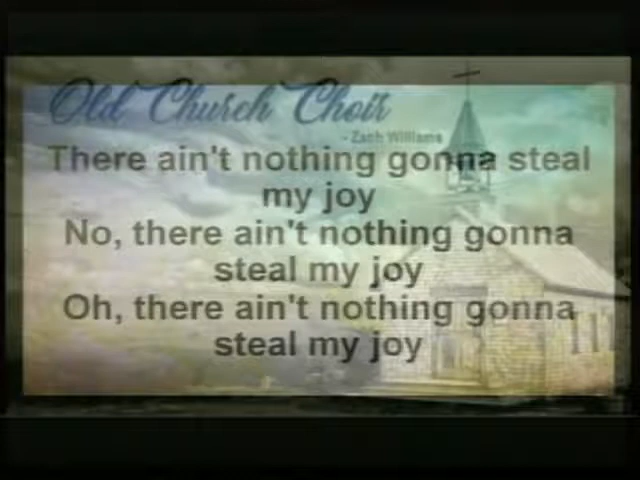 Old Church Choir
- Zach Williams
There ain't nothing gonna steal
my joy
No, there ain't nothing gonna
steal my joy
Oh, there ain't nothing gonna
steal my joy